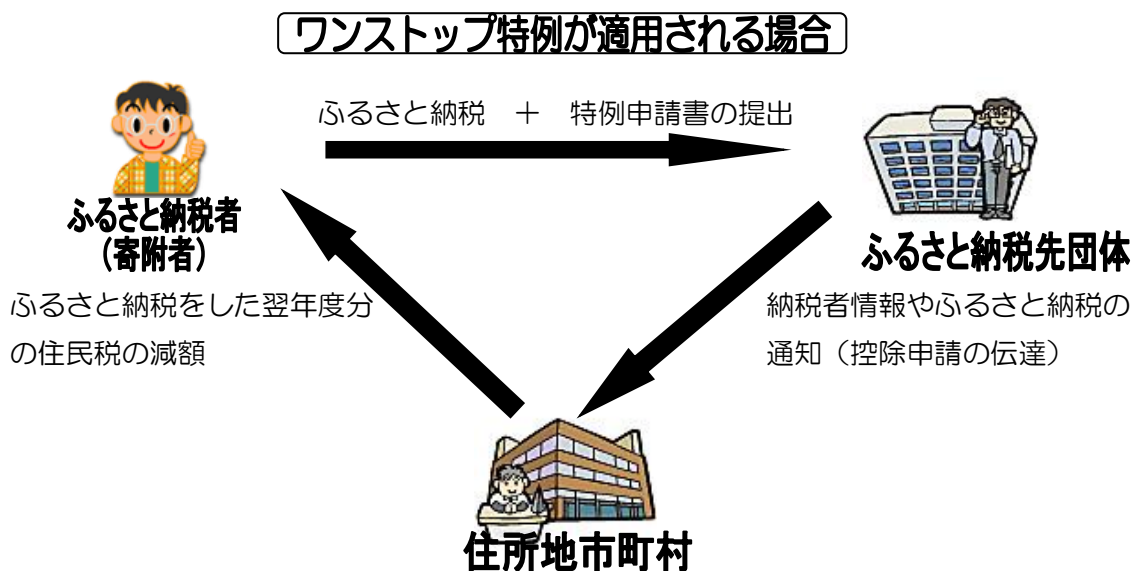 ワンストップ特例が適用される場合
ふるさと納税　＋　特例申請書の提出
ふるさと納税者
（寄附者）
ふるさと納税先団体
ふるさと納税をした翌年度分
の住民税の減額
納税者情報やふるさと納税の
通知（控除申請の伝達）
住所地市町村